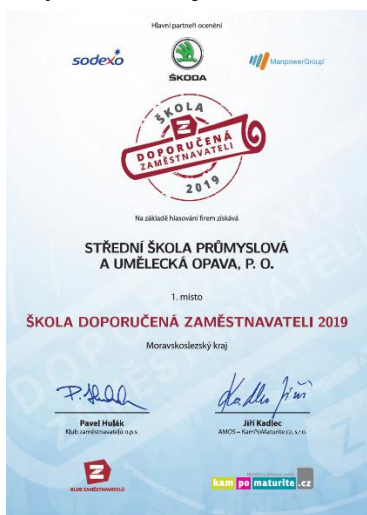 Hlavní partneři ocenění
sodexo
ŠKODA
ManpowerGroup
ŠKOLA
DOPORUČENÁ
ZAMĚSTNAVATELI
2019
Na základě hlasování firem získává
STŘEDNÍ ŠKOLA PRŮMYSLOVÁ
A UMĚLECKÁ OPAVA, P. O.
1. místo
ŠKOLA DOPORUČENÁ ZAMĚSTNAVATELI 2019
Moravskoslezský kraj
Pavel Hulák
Klub zaměstnavatelů o.p.s.
Jiří Kadlec
AMOS – KamPoMaturite.cz, s.r.o.
KLUB ZAMĚSTNAVATELŮ
kam po maturite .cz